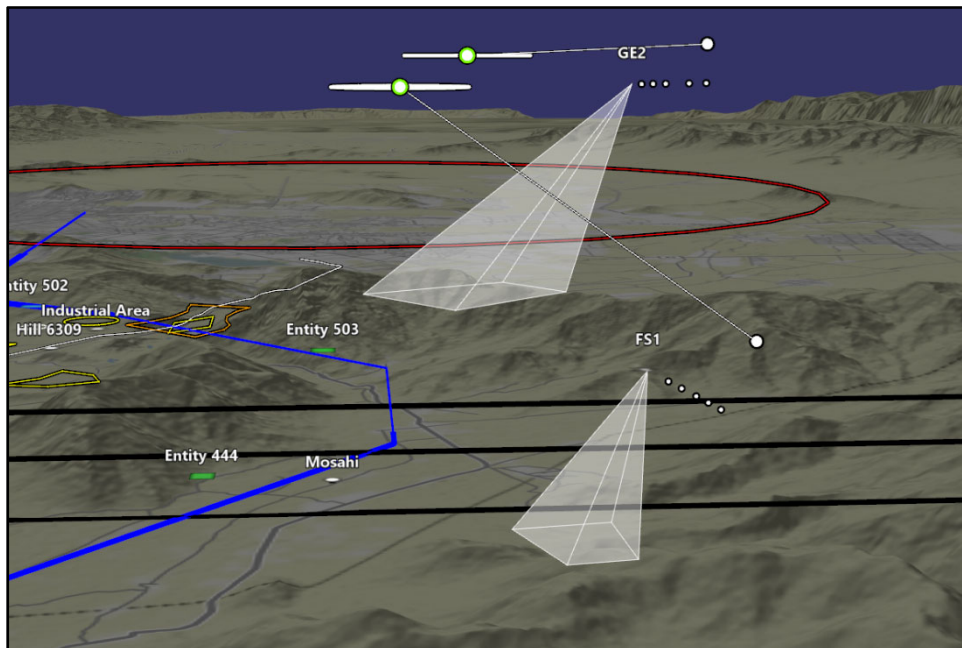 GE2
ntity 502
Industrial Area
Hill 6309
Entity 503
FS1
Entity 444
Mosahi